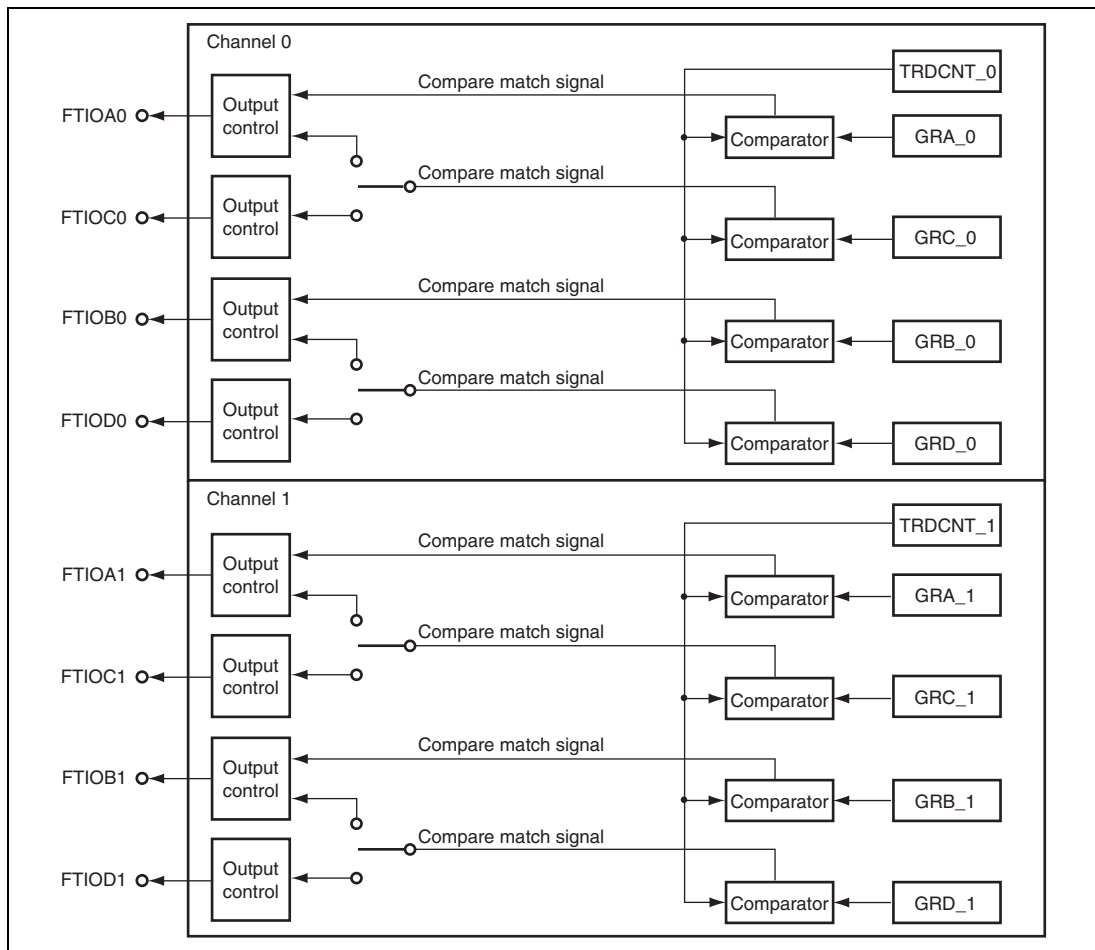 Channel 0
TRDCNT_0
Compare match signal
FTIOA0
Output
control
Comparator
GRA_0
Compare match signal
FTIOC0
Output
control
Comparator
GRC_0
Compare match signal
FTIOB0
Output
control
Comparator
GRB_0
Compare match signal
FTIOD0
Output
control
Comparator
GRD_0
Channel 1
TRDCNT_1
Compare match signal
FTIOA1
Output
control
Comparator
GRA_1
Compare match signal
FTIOC1
Output
control
Comparator
GRC_1
Compare match signal
FTIOB1
Output
control
Comparator
GRB_1
Compare match signal
FTIOD1
Output
control
Comparator
GRD_1